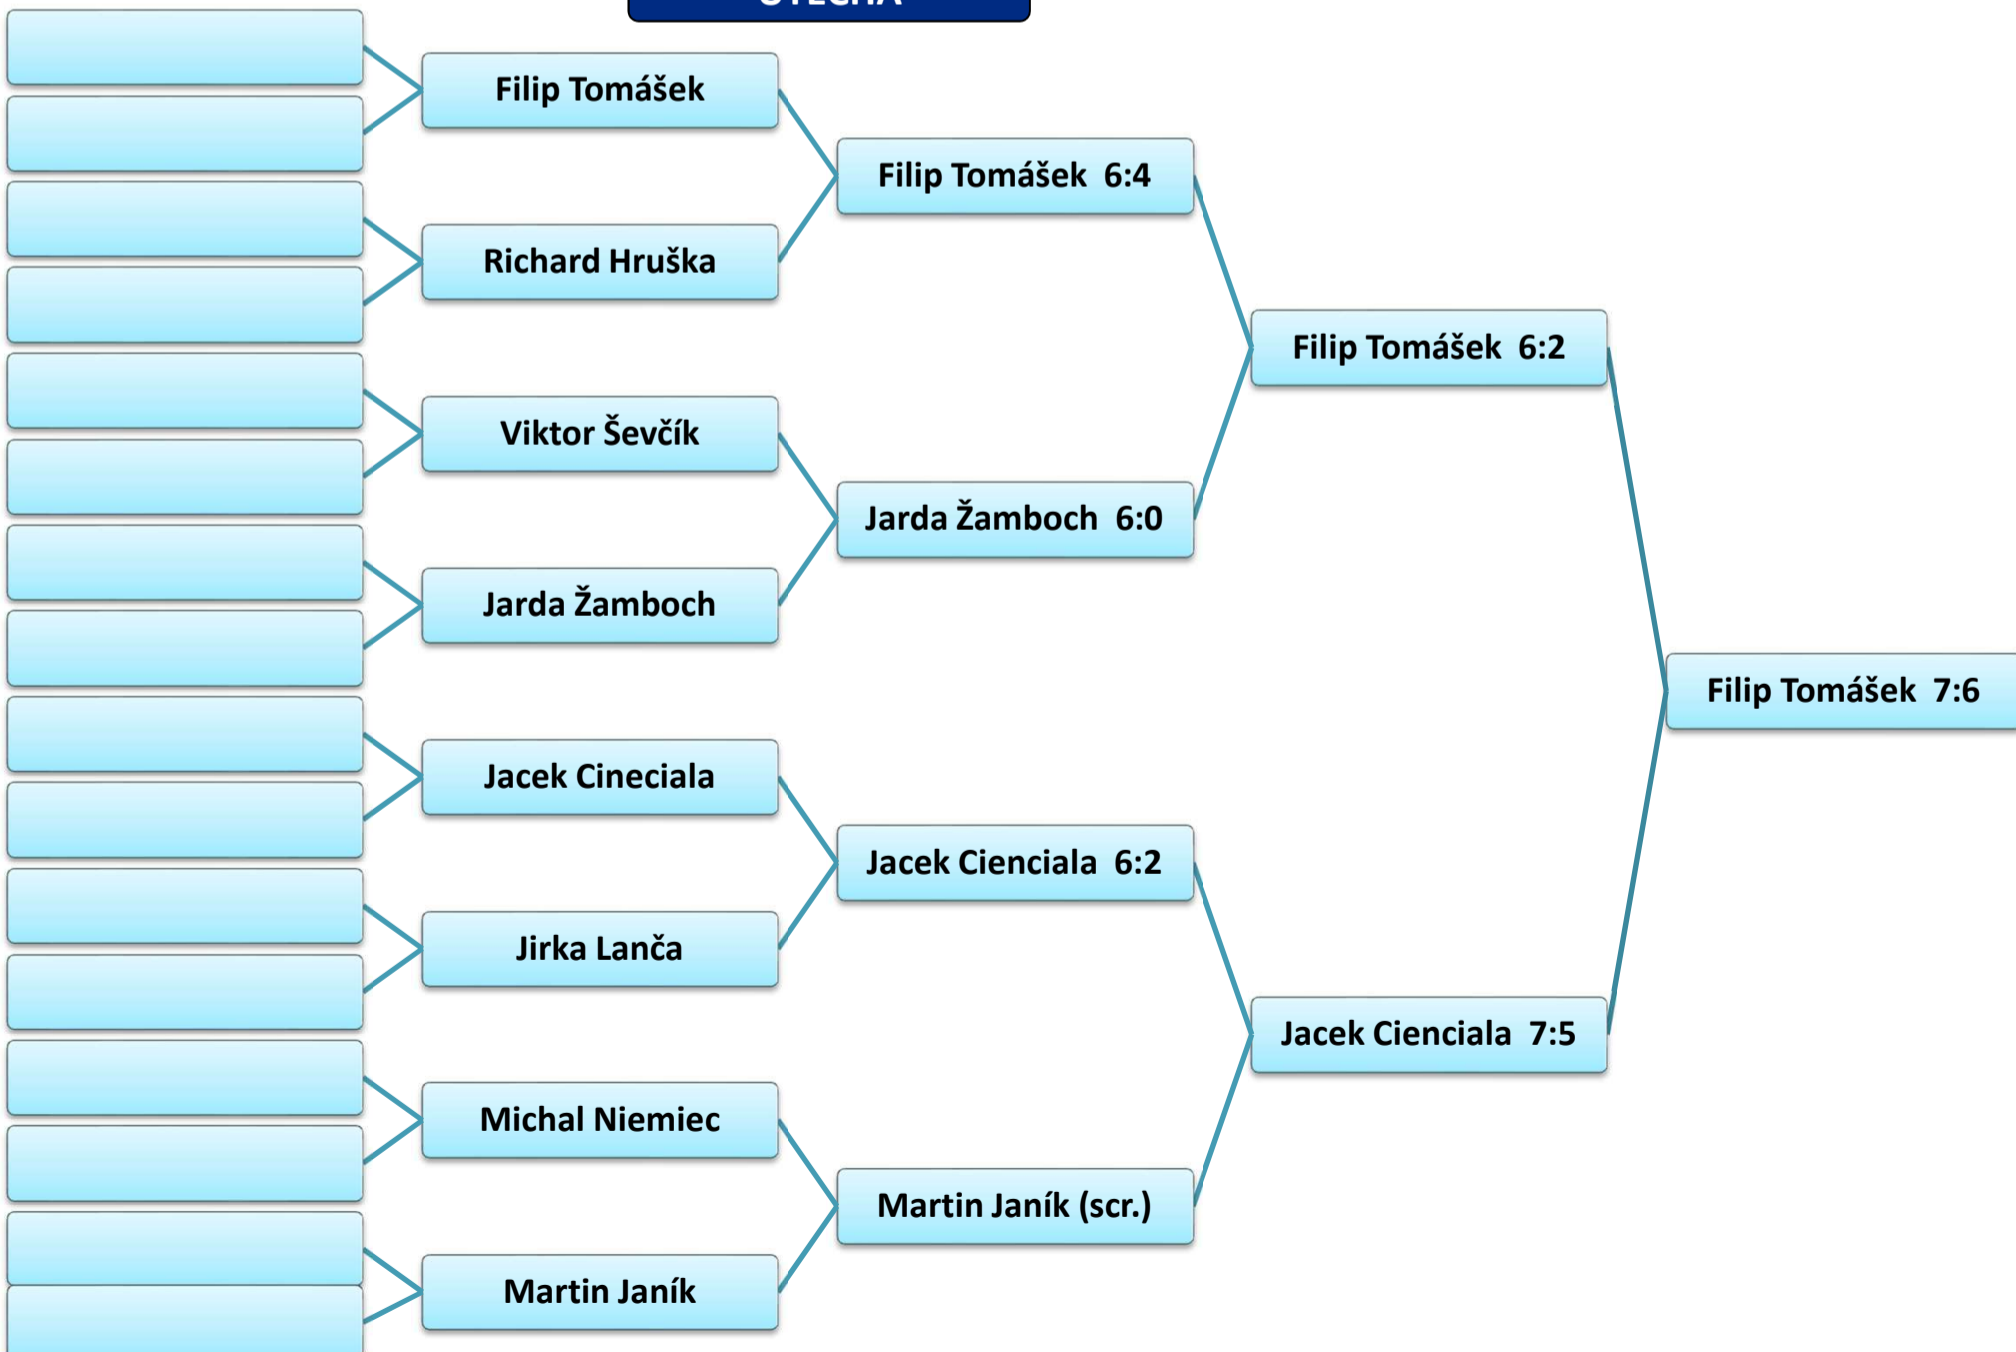 Filip Tomášek
Filip Tomášek 6:4
Richard Hruška
Filip Tomášek 6:2
Viktor Ševčík
Jarda Žamboch 6:0
Jarda Žamboch
Filip Tomášek 7:6
Jacek Cineciala
Jacek Cienciala 6:2
Jirka Lanča
Jacek Cienciala 7:5
Michal Niemiec
Martin Janík (scr.)
Martin Janík